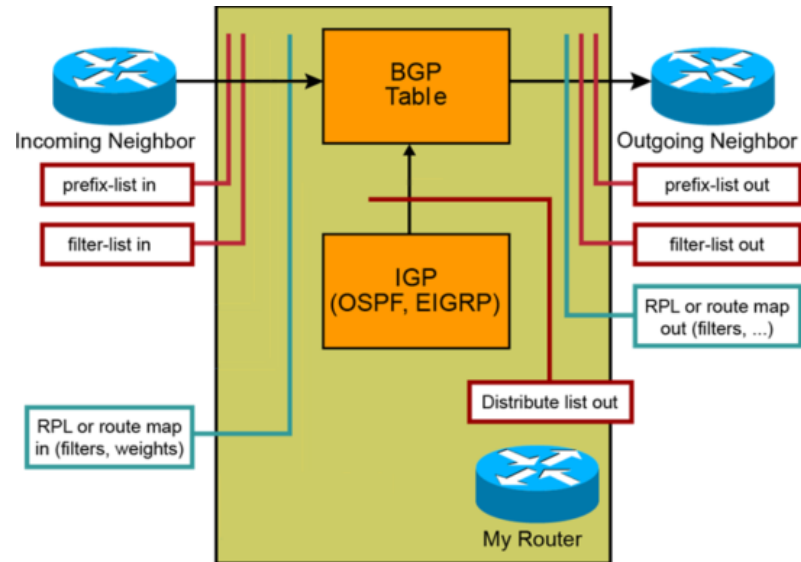 BGP
Table
Incoming Neighbor
Outgoing Neighbor
prefix-list in
prefix-list out
filter-list in
filter-list out
IGP
(OSPF, EIGRP)
RPL or route map
out (filters, ...)
Distribute list out
RPL or route map
in (filters, weights)
My Router